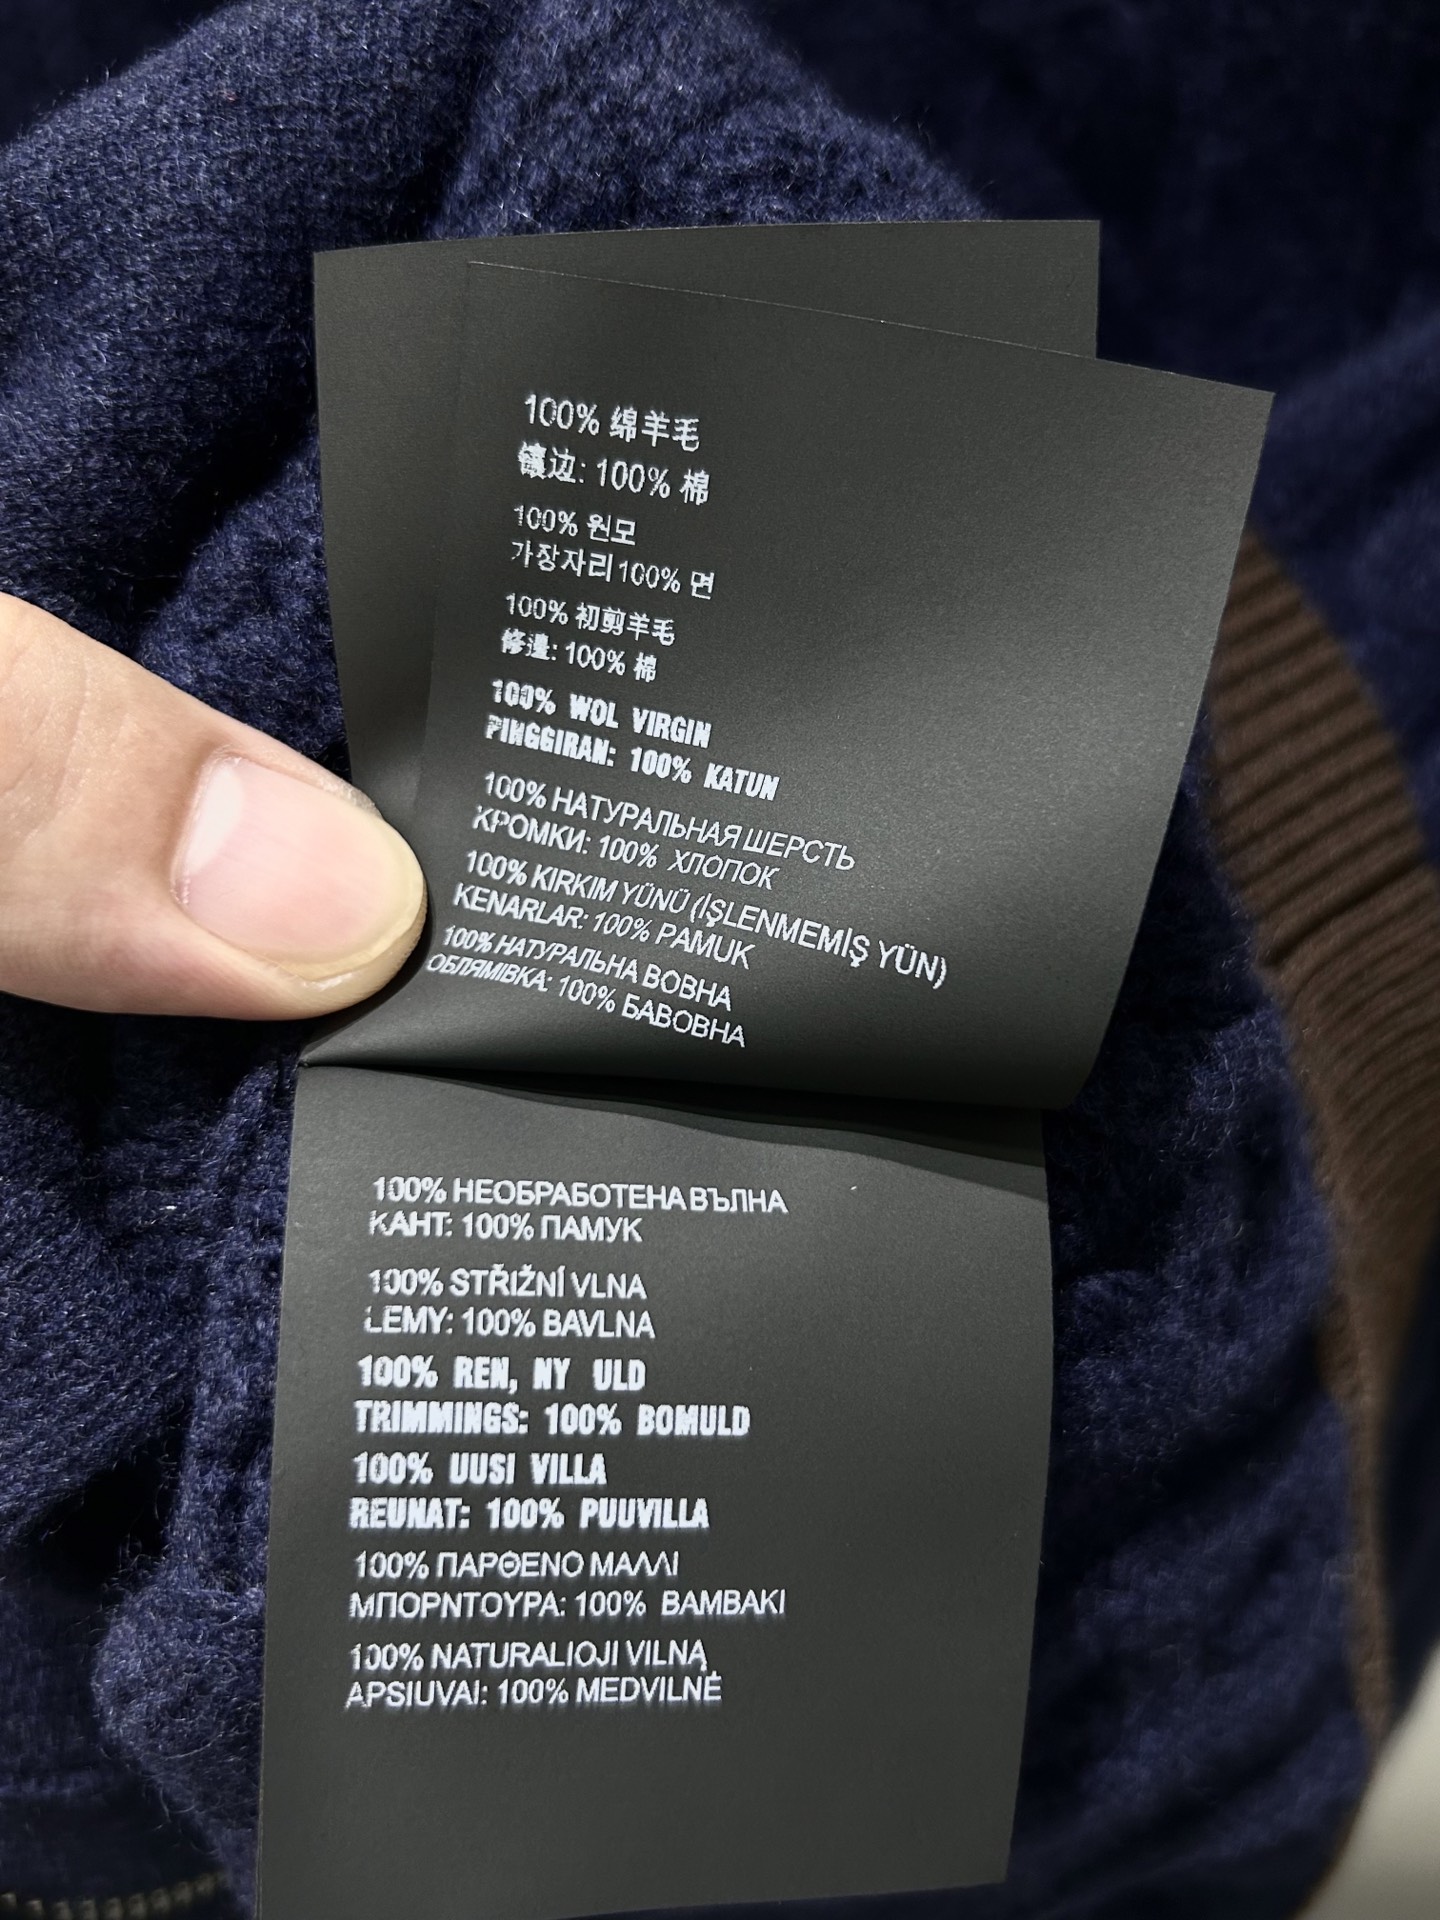 100% 绵羊毛
镶边: 100% 棉
100% 원모
가장자리 100% 면
100% 初剪羊毛
修邊: 100% 棉
100% WOL VIRGIN
PINGGIRAN: 100% KATUN
100% НАТУРАЛЬНАЯ ШЕРСТЬ
КРОМКИ: 100% ХЛОПОК
100% KIRKIM YÜNÜ (İŞLENMEMİŞ YÜN)
KENARLAR: 100% PAMUK
100% НАТУРАЛЬНА ВОВНА
ОБЛЯМІВКА: 100% БАВОВНА
100% НЕОБРАБОТЕНА ВЪЛНА
КАНТ: 100% ПАМУК
100% STŘIŽNÍ VLNA
LEMY: 100% BAVLNA
100% REN, NY ULD
TRIMMINGS: 100% BOMULD
100% UUSI VILLA
REUNAT: 100% PUUVILLA
100% ΠΑΡΘΕΝΟ ΜΑΛΛΙ
ΜΠΟΡΝΤΟΥΡΑ: 100% ΒΑΜΒΑΚΙ
100% NATURALIOJI VILNĄ
APSIUVAI: 100% MEDVILNĖ